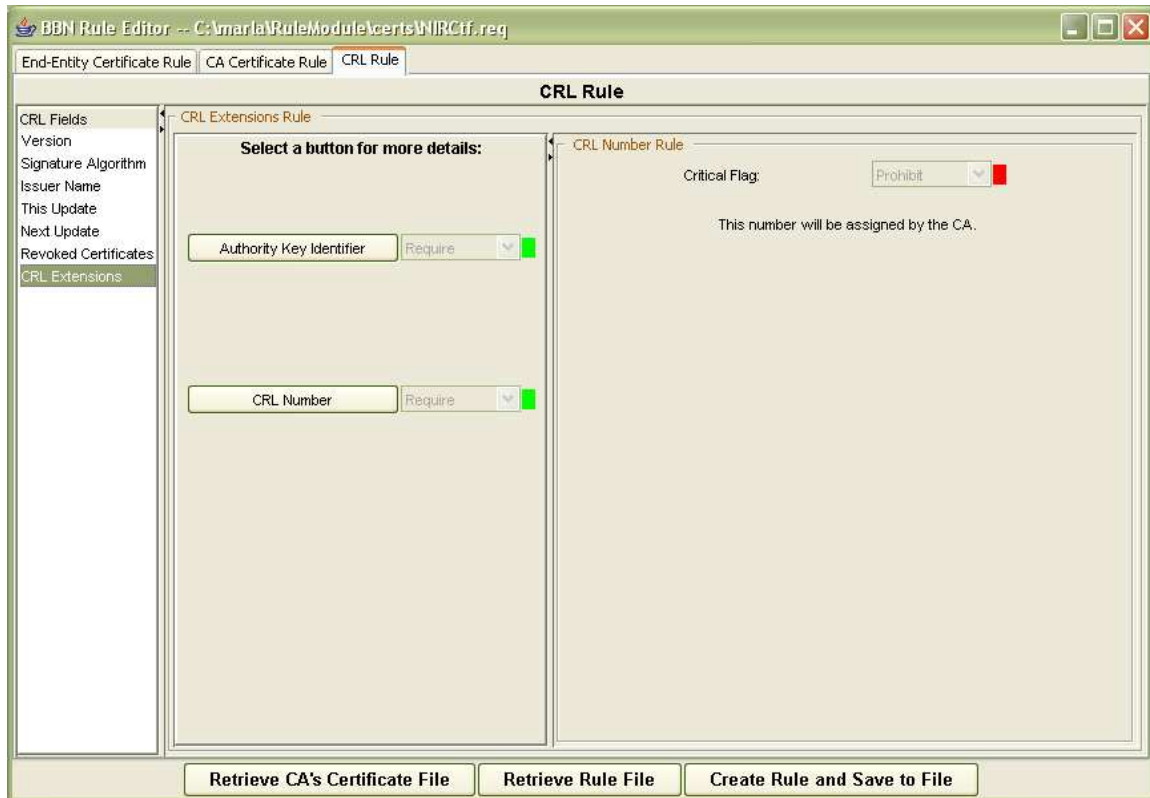 BBN Rule Editor -- C:\marla\RuleModule\certs\NIRCtf.req
End-Entity Certificate Rule
CA Certificate Rule
CRL Rule
CRL Rule
CRL Fields
Version
Signature Algorithm
Issuer Name
This Update
Next Update
Revoked Certificates
CRL Extensions
CRL Extensions Rule
Select a button for more details:
Authority Key Identifier
Require
CRL Number
Require
CRL Number Rule
Critical Flag:
Prohibit
This number will be assigned by the CA.
Retrieve CA's Certificate File
Retrieve Rule File
Create Rule and Save to File